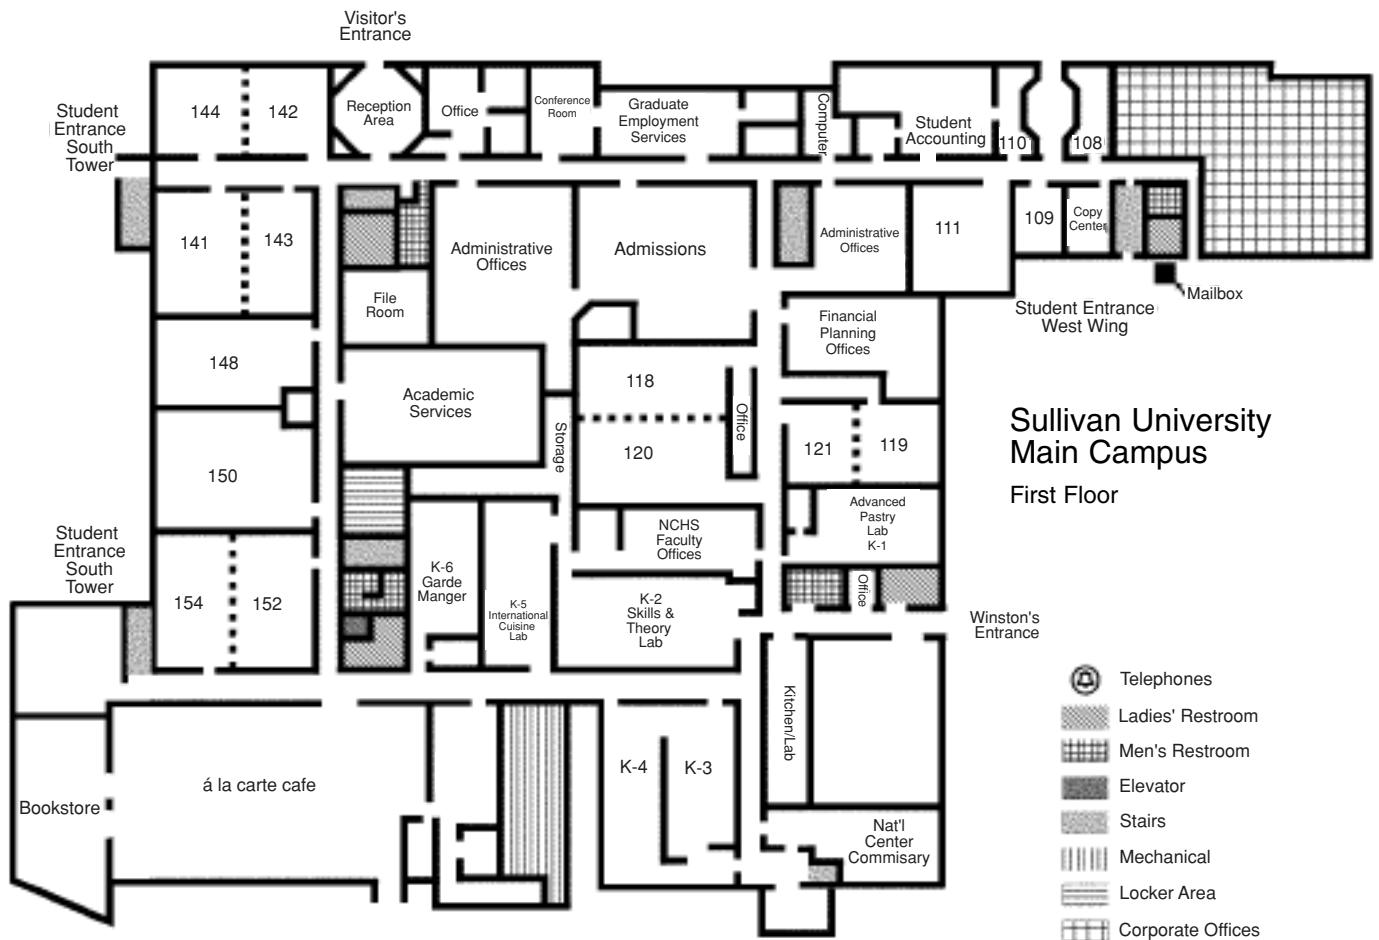 Visitor's
Entrance
Student
Entrance
South
Tower
144
142
Reception
Area
Office
Conference
Room
Graduate
Employment
Services
Computer
Student
Accounting
110
108
141
143
Administrative
Offices
Admissions
Administrative
Offices
111
109
Copy
Center
Mailbox
Student Entrance
West Wing
File
Room
Financial
Planning
Offices
148
Academic
Services
118
Office
120
Storage
121
119
Sullivan University
Main Campus
First Floor
150
Advanced
Pastry
Lab
K-1
NCHS
Faculty
Offices
Student
Entrance
South
Tower
154
152
K-6
Garde
Manger
K-5
International
Cuisine
Lab
K-2
Skills &
Theory
Lab
Office
Winston's
Entrance
Kitchen/Lab
K-4
K-3
á la carte cafe
Bookstore
Nat'l
Center
Commisary
Telephones
Ladies' Restroom
Men's Restroom
Elevator
Stairs
Mechanical
Locker Area
Corporate Offices